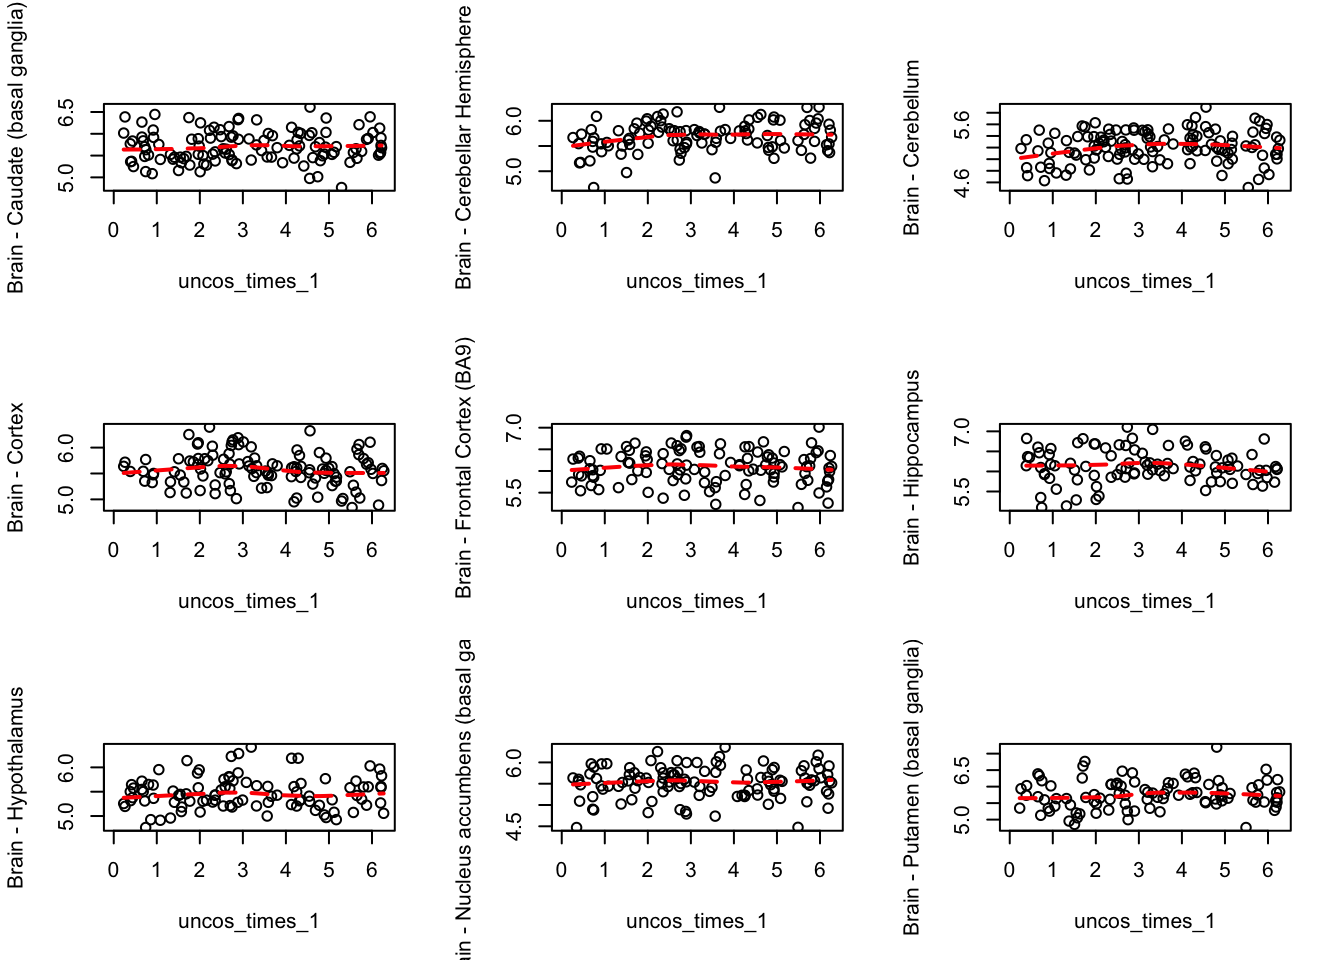 Brain - Caudate (basal ganglia)
5.0 6.5
0 1 2 3 4 5 6
uncos_times_1
Brain - Cerebellar Hemisphere
5.0 6.0
0 1 2 3 4 5 6
uncos_times_1
Brain - Cerebellum
4.6 5.6
0 1 2 3 4 5 6
uncos_times_1
Brain - Cortex
5.0 6.0
0 1 2 3 4 5 6
uncos_times_1
Brain - Frontal Cortex (BA9)
5.5 7.0
0 1 2 3 4 5 6
uncos_times_1
Brain - Hippocampus
5.5 7.0
0 1 2 3 4 5 6
uncos_times_1
Brain - Hypothalamus
5.0 6.0
0 1 2 3 4 5 6
uncos_times_1
ain - Nucleus accumbens (basal ga
4.5 6.0
0 1 2 3 4 5 6
uncos_times_1
Brain - Putamen (basal ganglia)
5.0 6.5
0 1 2 3 4 5 6
uncos_times_1